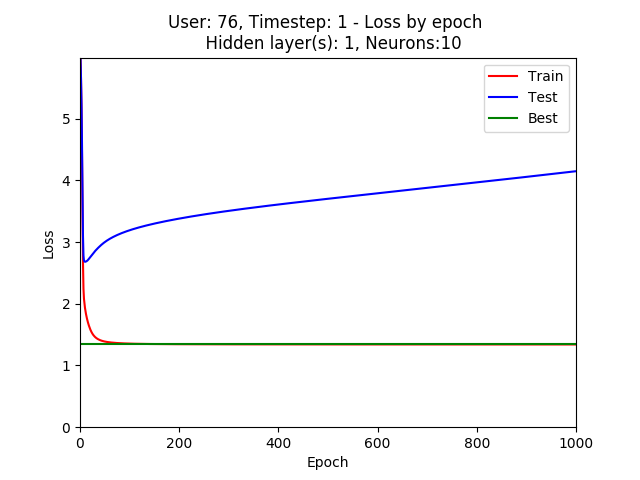 User: 76, Timestep: 1 - Loss by epoch
Hidden layer(s): 1, Neurons:10
Train
Test
Best
5
4
3
2
1
0
Loss
0 200 400 600 800 1000
Epoch